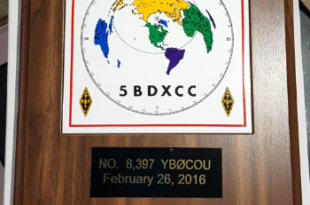 5BDXCC
NO. 8,397 YBØCOU
February 26, 2016